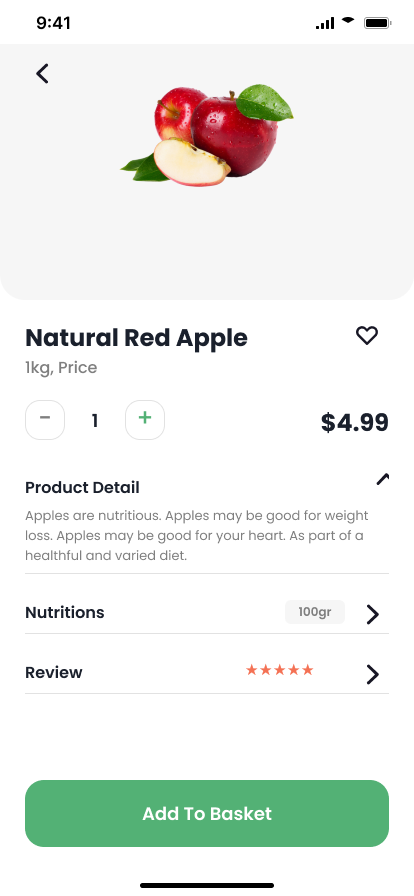 9:41
Natural Red Apple
1kg, Price
1
$4.99
Product Detail
Apples are nutritious. Apples may be good for weight
loss. Apples may be good for your heart. As part of a
healthful and varied diet.
Nutritions 100gr
Review
Add To Basket